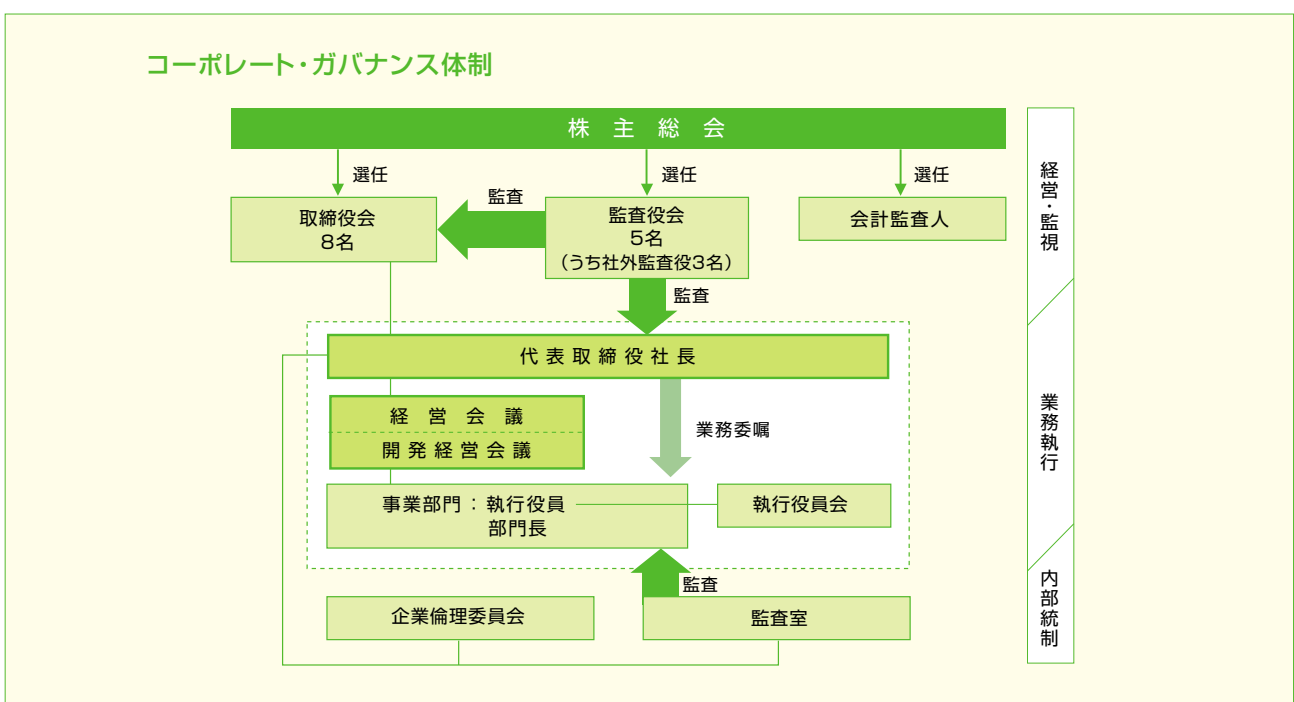 コーポレート・ガバナンス体制
株主総会
選任
選任
選任
監査
取締役会
8名
監査役会
5名
（うち社外監査役3名）
会計監査人
監査
代表取締役社長
経営会議
開発経営会議
業務委嘱
事業部門：執行役員
部門長
執行役員会
監査
企業倫理委員会
監査室
経営・監視
業務執行
内部統制